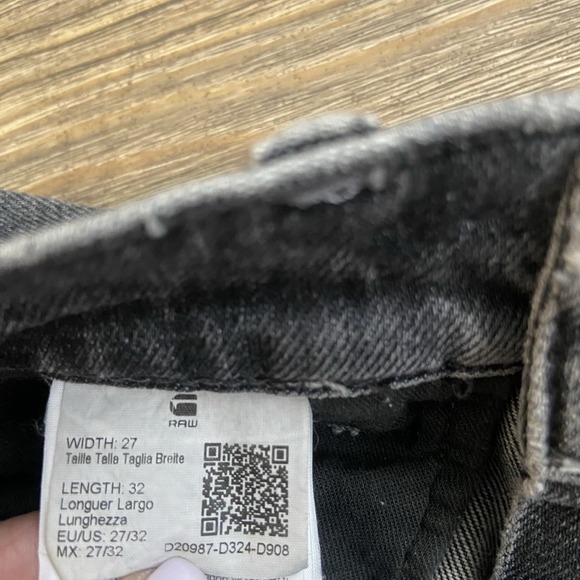 RAW
WIDTH: 27
Taille Talla Taglia Breite
LENGTH: 32
Longuer Largo
Lunghezza
EU/US: 27/32
MX: 27/32
D20987-D324-D908